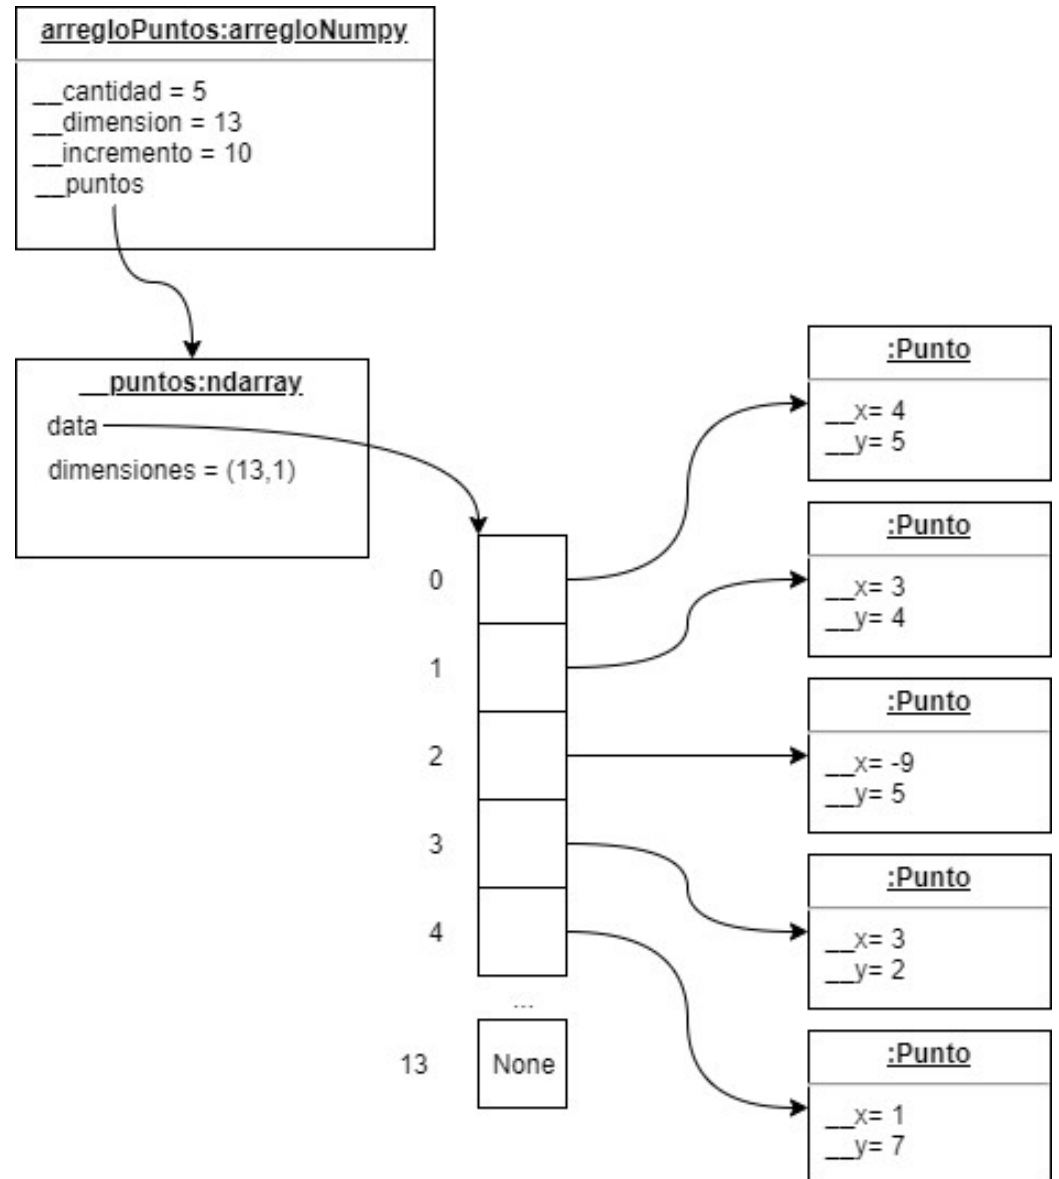 arregloPuntos:arregloNumpy
__cantidad = 5
__dimension = 13
__incremento = 10
__puntos
__puntos:ndarray
data
dimensiones = (13,1)
0
1
2
3
4
...
13
None
:Punto
__x= 4
__y= 5
:Punto
__x= 3
__y= 4
:Punto
__x= -9
__y= 5
:Punto
__x= 3
__y= 2
:Punto
__x= 1
__y= 7